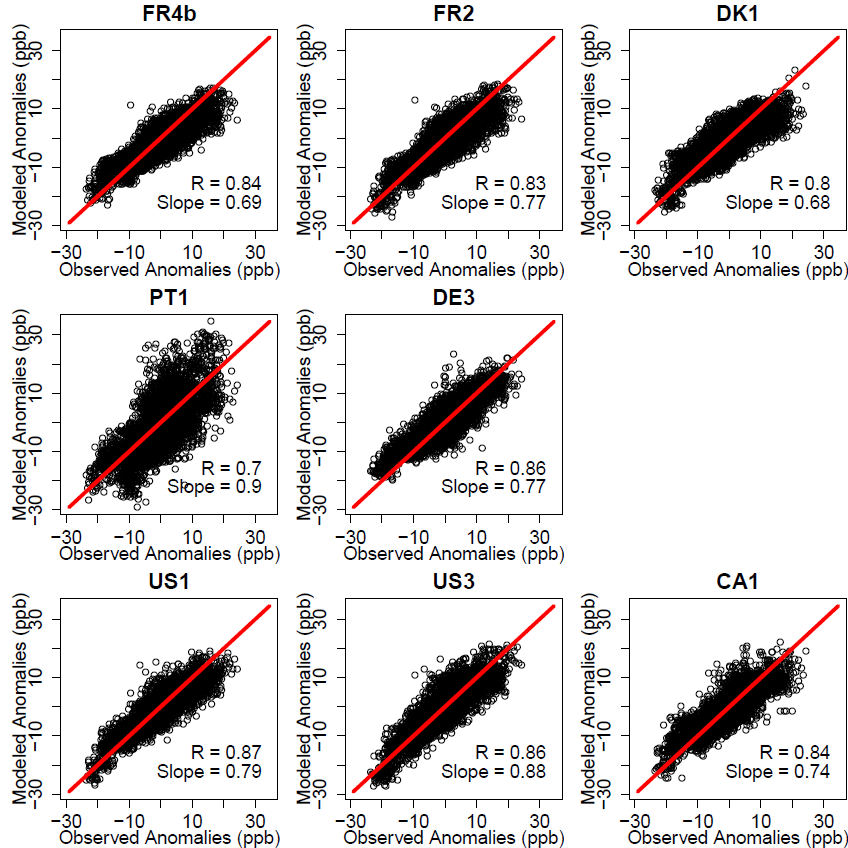 FR4b
FR2
DK1
Modeled Anomalies (ppb)
−30 −10 10 30
R = 0.84
Slope = 0.69
−30 −10 10 30
Observed Anomalies (ppb)
Modeled Anomalies (ppb)
−30 −10 10 30
R = 0.83
Slope = 0.77
−30 −10 10 30
Observed Anomalies (ppb)
Modeled Anomalies (ppb)
−30 −10 10 30
R = 0.8
Slope = 0.68
−30 −10 10 30
Observed Anomalies (ppb)
PT1
DE3
Modeled Anomalies (ppb)
−30 −10 10 30
R = 0.7
Slope = 0.9
−30 −10 10 30
Observed Anomalies (ppb)
Modeled Anomalies (ppb)
−30 −10 10 30
R = 0.86
Slope = 0.77
−30 −10 10 30
Observed Anomalies (ppb)
US1
US3
CA1
Modeled Anomalies (ppb)
−30 −10 10 30
R = 0.87
Slope = 0.79
−30 −10 10 30
Observed Anomalies (ppb)
Modeled Anomalies (ppb)
−30 −10 10 30
R = 0.86
Slope = 0.88
−30 −10 10 30
Observed Anomalies (ppb)
Modeled Anomalies (ppb)
−30 −10 10 30
R = 0.84
Slope = 0.74
−30 −10 10 30
Observed Anomalies (ppb)